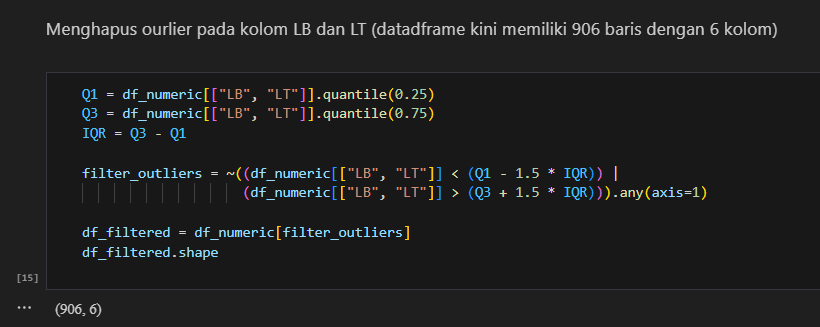 Menghapus ourlier pada kolom LB dan LT (datadframe kini memiliki 906 baris dengan 6 kolom)
Q1 = df_numeric[["LB", "LT"]].quantile(0.25)
Q3 = df_numeric[["LB", "LT"]].quantile(0.75)
IQR = Q3 - Q1
filter_outliers = ~((df_numeric[["LB", "LT"]] < (Q1 - 1.5 * IQR)) |
(df_numeric[["LB", "LT"]] > (Q3 + 1.5 * IQR))).any(axis=1)
df_filtered = df_numeric[filter_outliers]
df_filtered.shape
[15]
... (906, 6)